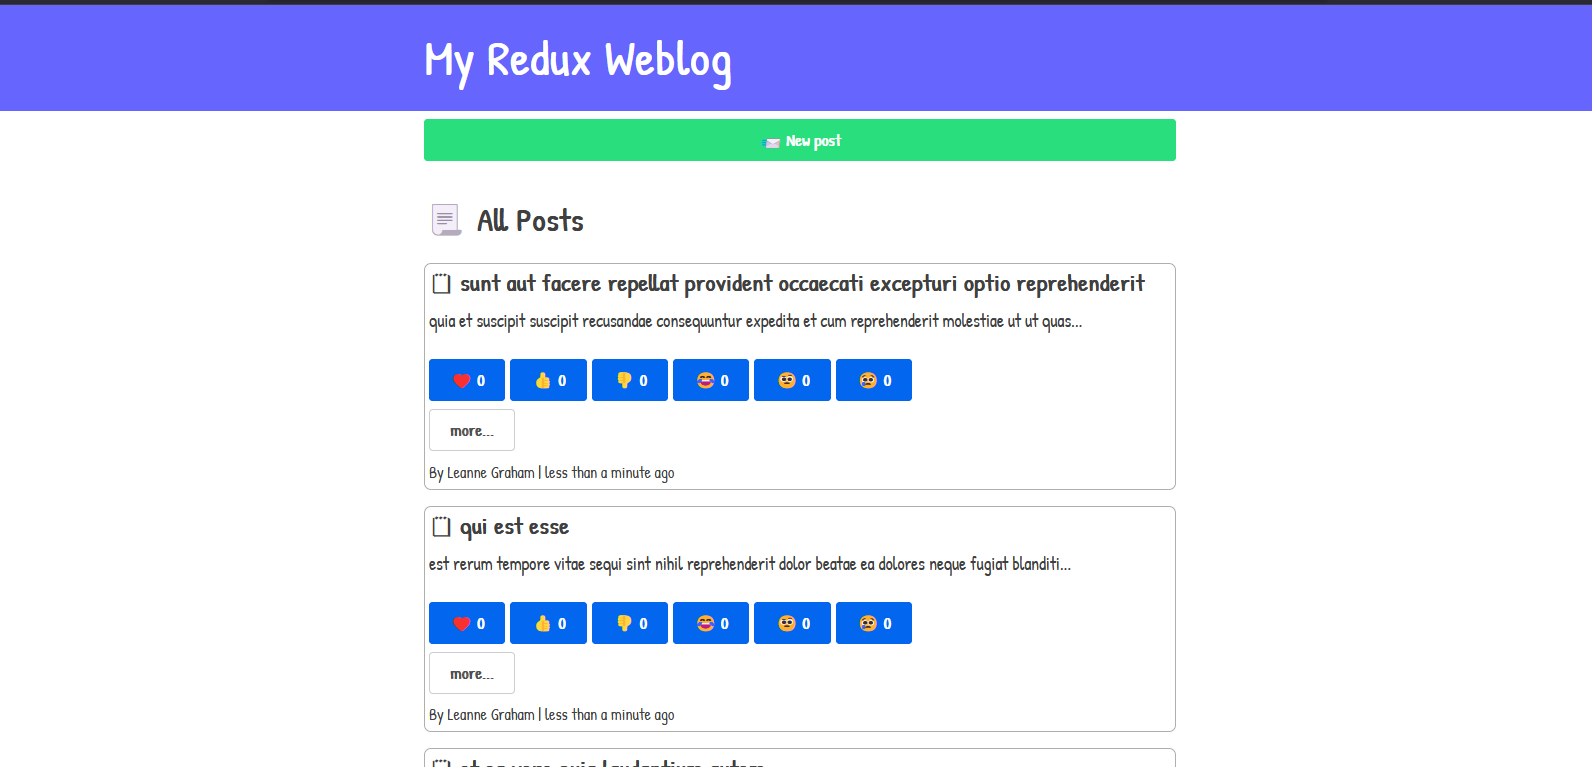 My Redux Weblog
📨 New post
📃 All Posts
📋 sunt aut facere repellat provident occaecati excepturi optio reprehenderit
quia et suscipit suscipit recusandae consequuntur expedita et cum reprehenderit molestiae ut ut quas...
❤️ 0 👍 0 👎 0 😂 0 🥺 0 😢 0
more...
By Leanne Graham | less than a minute ago
📋 qui est esse
est rerum tempore vitae sequi sint nihil reprehenderit dolor beatae ea dolores neque fugiat blanditi...
❤️ 0 👍 0 👎 0 😂 0 🥺 0 😢 0
more...
By Leanne Graham | less than a minute ago